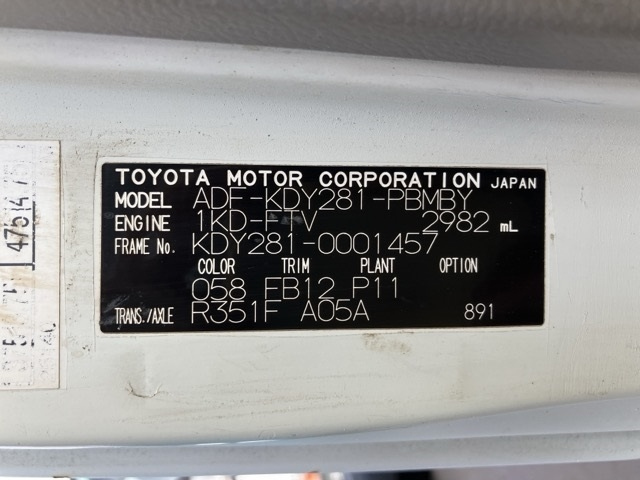 TOYOTA MOTOR CORPORATION JAPAN
MODEL ADF-KDY281-PBMBY
ENGINE 1KD-FTV 2982 mL
FRAME No. KDY281-0001457
COLOR TRIM PLANT OPTION
058 FB12 P11
TRANS./AXLE R351F A05A 891